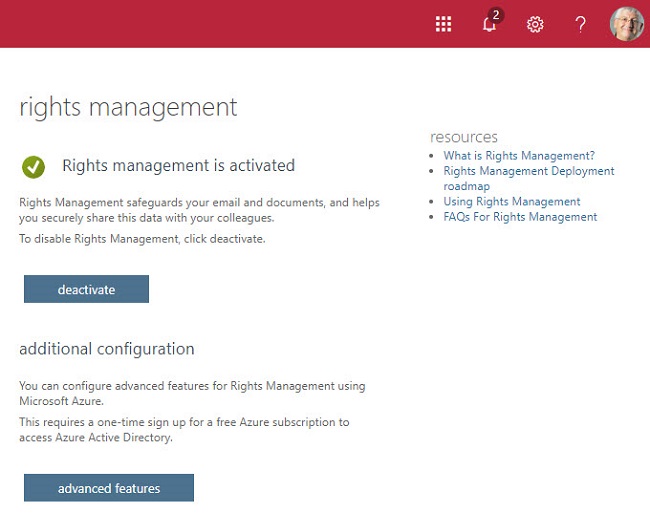 2
rights management
Rights management is activated
Rights Management safeguards your email and documents, and helps
you securely share this data with your colleagues.
To disable Rights Management, click deactivate.
deactivate
additional configuration
You can configure advanced features for Rights Management using
Microsoft Azure.
This requires a one-time sign up for a free Azure subscription to
access Azure Active Directory.
advanced features
resources
What is Rights Management?
Rights Management Deployment
roadmap
Using Rights Management
FAQs For Rights Management